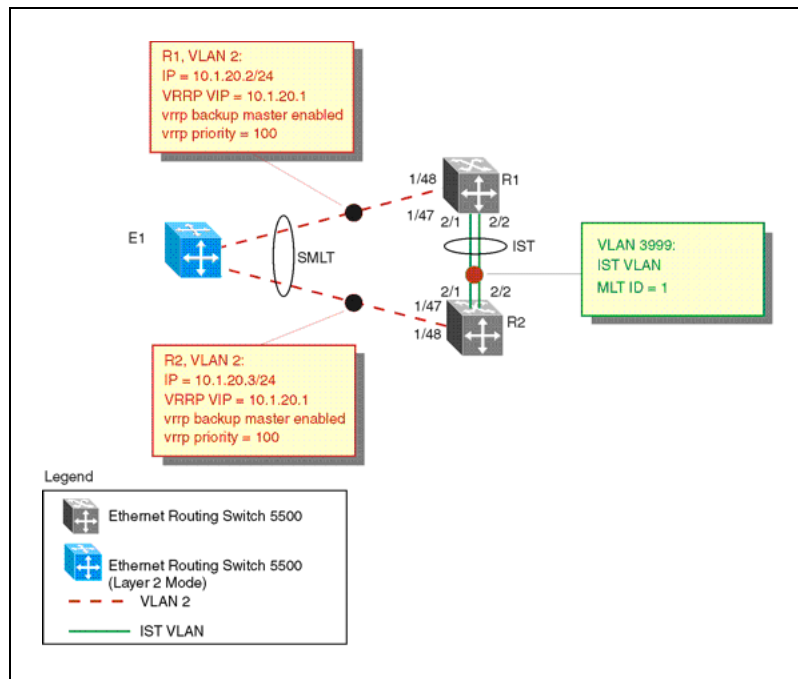 R1, VLAN 2:
IP = 10.1.20.2/24
VRRP VIP = 10.1.20.1
vrrp backup master enabled
vrrp priority = 100
1/48
R1
1/47
2/1
2/2
E1
SMLT
IST
VLAN 3999:
IST VLAN
MLT ID = 1
2/1
2/2
1/47
R2
1/48
R2, VLAN 2:
IP = 10.1.20.3/24
VRRP VIP = 10.1.20.1
vrrp backup master enabled
vrrp priority = 100
Legend
Ethernet Routing Switch 5500
Ethernet Routing Switch 5500
(Layer 2 Mode)
VLAN 2
IST VLAN